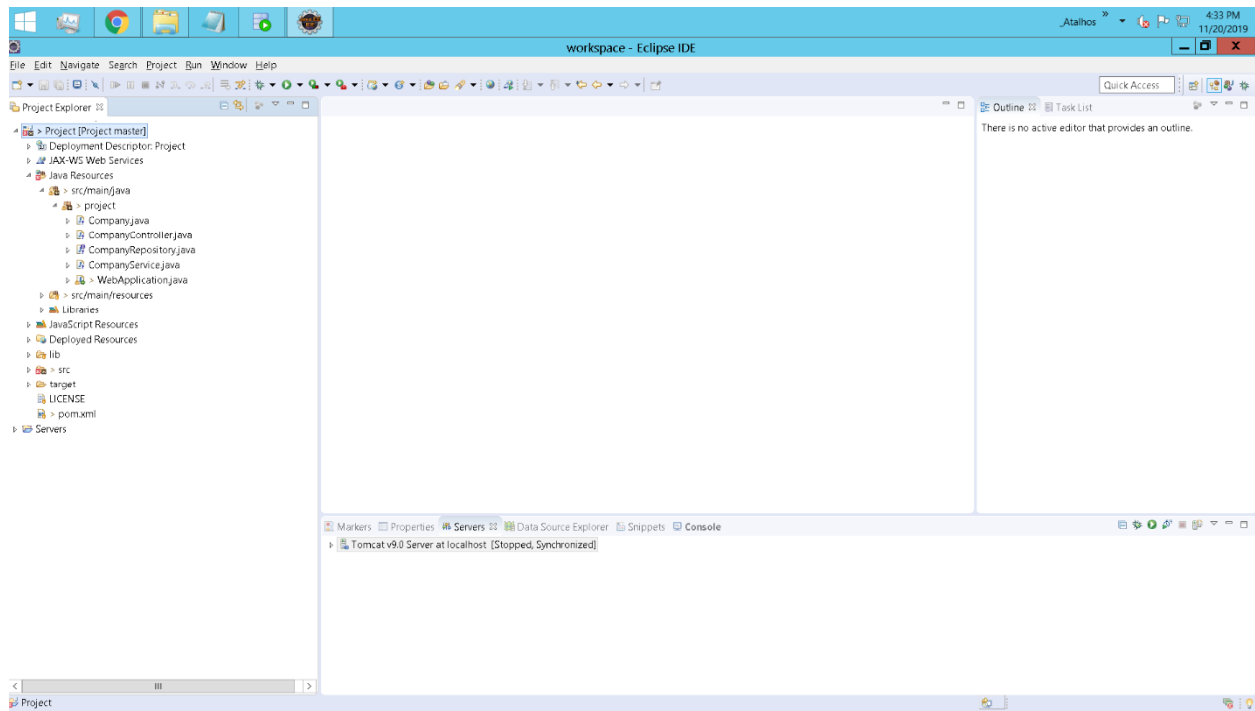 _Atalhos
»
4:33 PM
11/20/2019
workspace - Eclipse IDE
File Edit Navigate Search Project Run Window Help
Quick Access
Project Explorer
> Project [Project master]
Deployment Descriptor: Project
JAX-WS Web Services
Java Resources
> src/main/java
> project
Company.java
CompanyController.java
CompanyRepository.java
CompanyService.java
> WebApplication.java
> src/main/resources
Libraries
JavaScript Resources
Deployed Resources
lib
> src
target
LICENSE
> pom.xml
Servers
Outline Task List
There is no active editor that provides an outline.
Markers Properties Servers Data Source Explorer Snippets Console
Tomcat v9.0 Server at localhost [Stopped, Synchronized]
Project